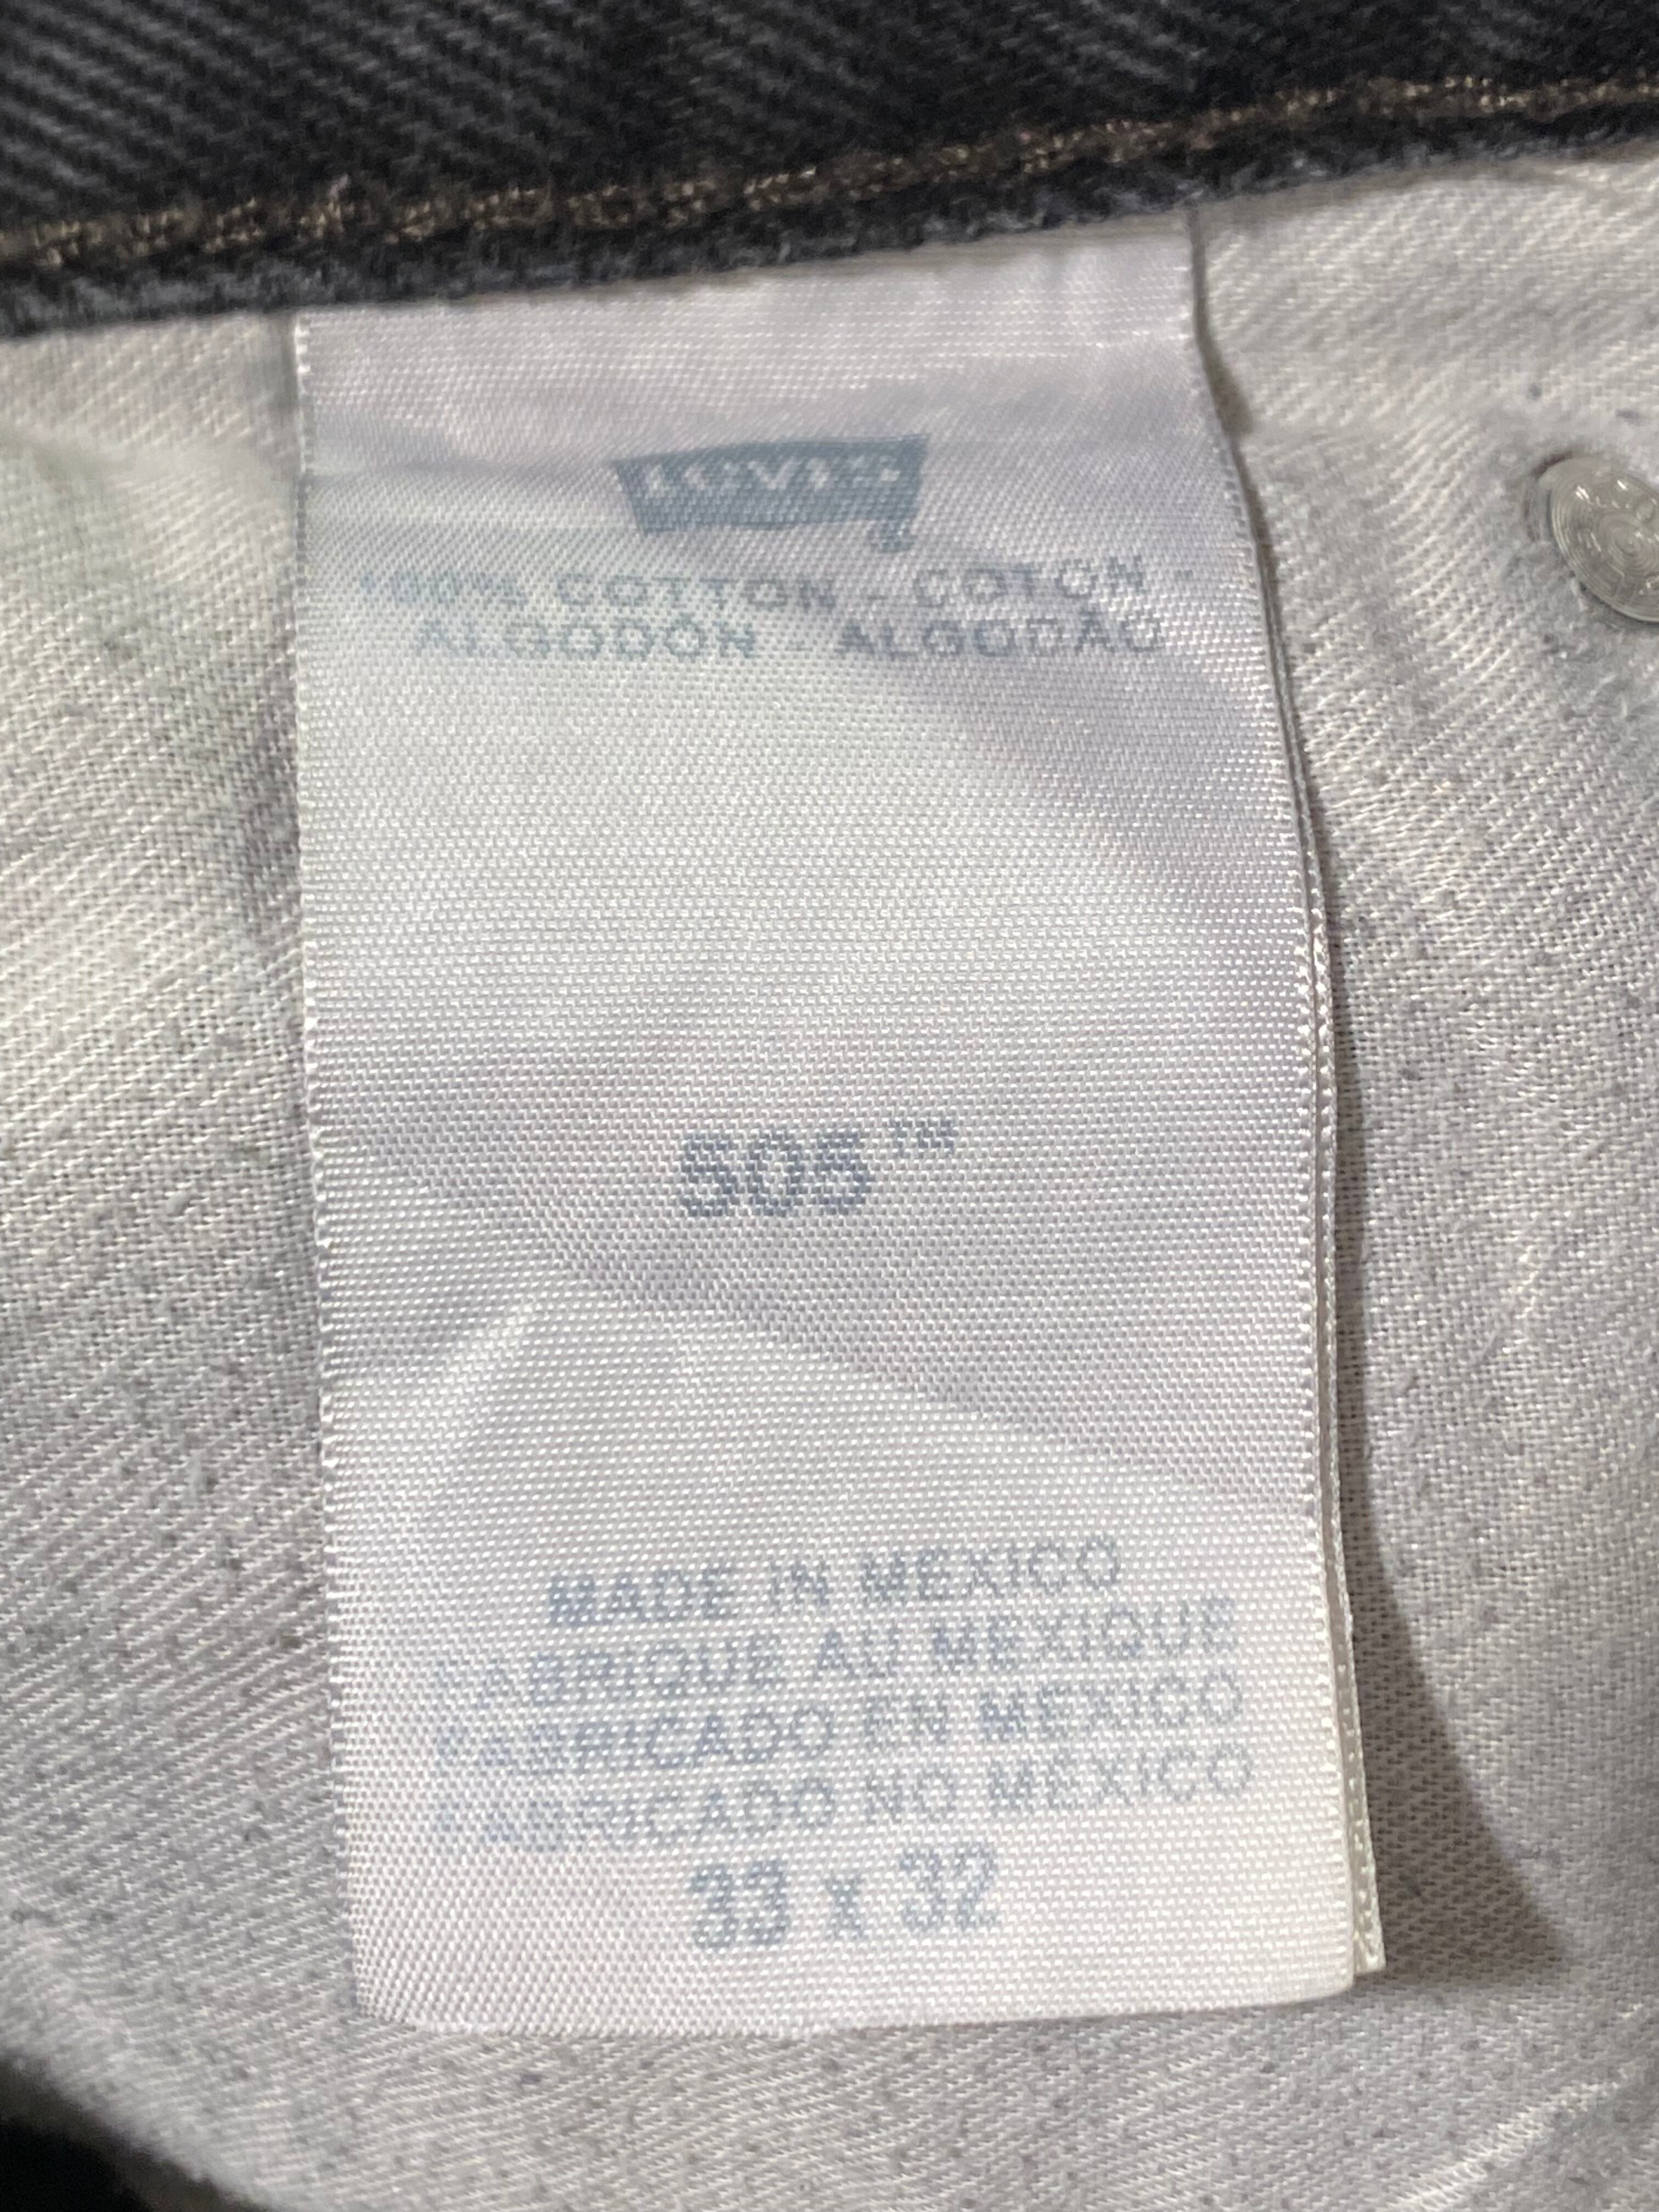 Levi's
100% COTTON - COTON -
ALGODÓN - ALGODÃO
505™
MADE IN MEXICO
FABRIQUE AU MEXIQUE
FABRICADO EN MEXICO
FABRICADO NO MÉXICO
33 x 32